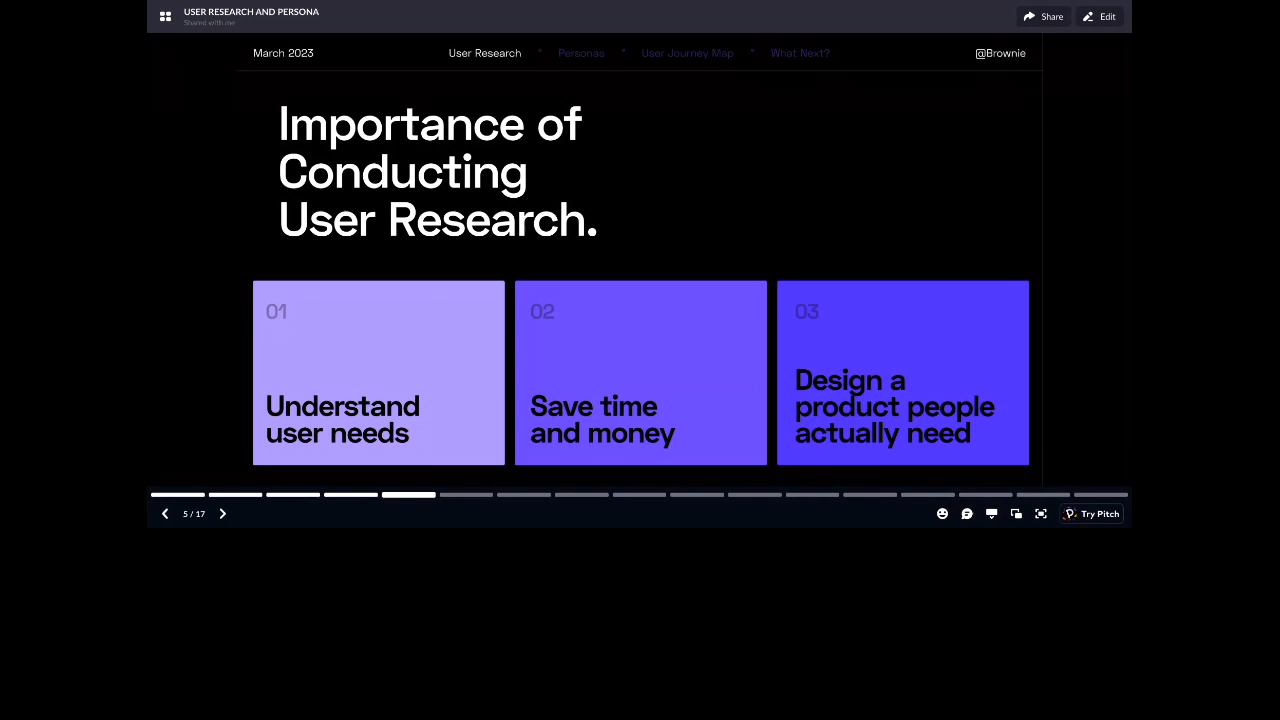 USER RESEARCH AND PERSONA
Shared with me
Share
Edit
March 2023
User Research
Personas
User Journey Map
What Next?
@Brownie
Importance of
Conducting
User Research.
01
Understand
user needs
02
Save time
and money
03
Design a
product people
actually need
5 / 17
Try Pitch